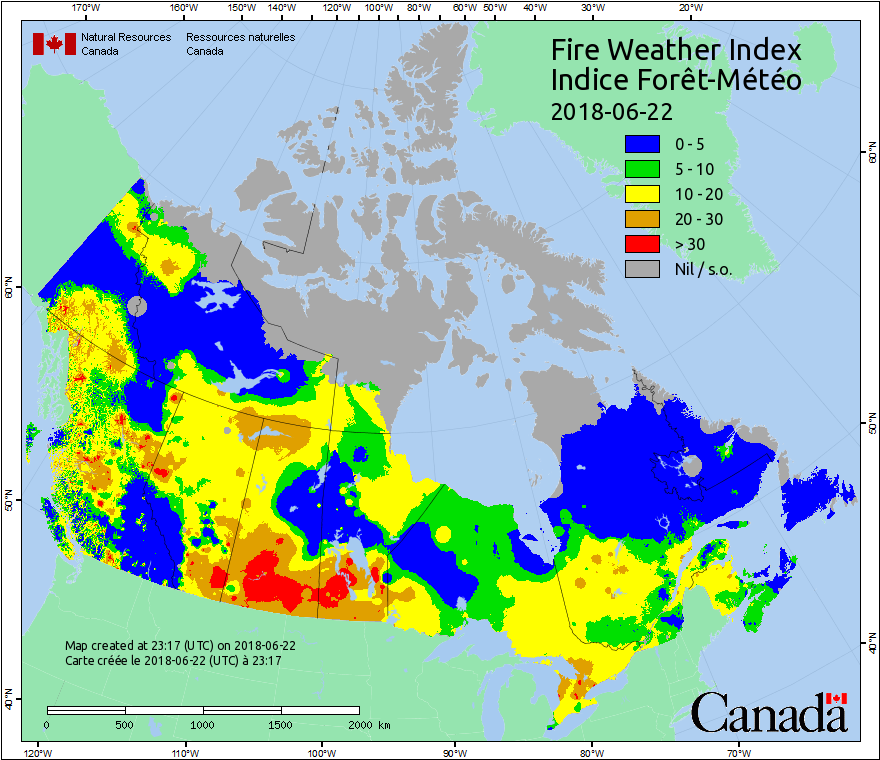 170°W 160°W 150°W 140°W 130°W 120°W 110°W 100°W 90°W 80°W 70°W 60°W 50°W 40°W 30°W 20°W
Natural Resources Ressources naturelles
Canada Canada
Fire Weather Index
Indice Forêt-Météo
2018-06-22
0 - 5
5 - 10
10 - 20
20 - 30
> 30
Nil / s.o.
60°N
60°N
50°N
50°N
40°N
40°N
Map created at 23:17 (UTC) on 2018-06-22
Carte créée le 2018-06-22 (UTC) à 23:17
0 500 1000 1500 2000 km
Canada
120°W 110°W 100°W 90°W 80°W 70°W